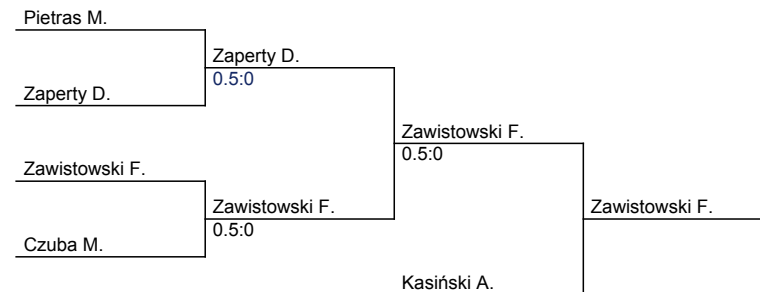 Pietras M.
Zaperty D.
0.5:0
Zaperty D.
Zawistowski F.
0.5:0
Zawistowski F.
Zawistowski F.
0.5:0
Zawistowski F.
Czuba M.
Kasiński A.